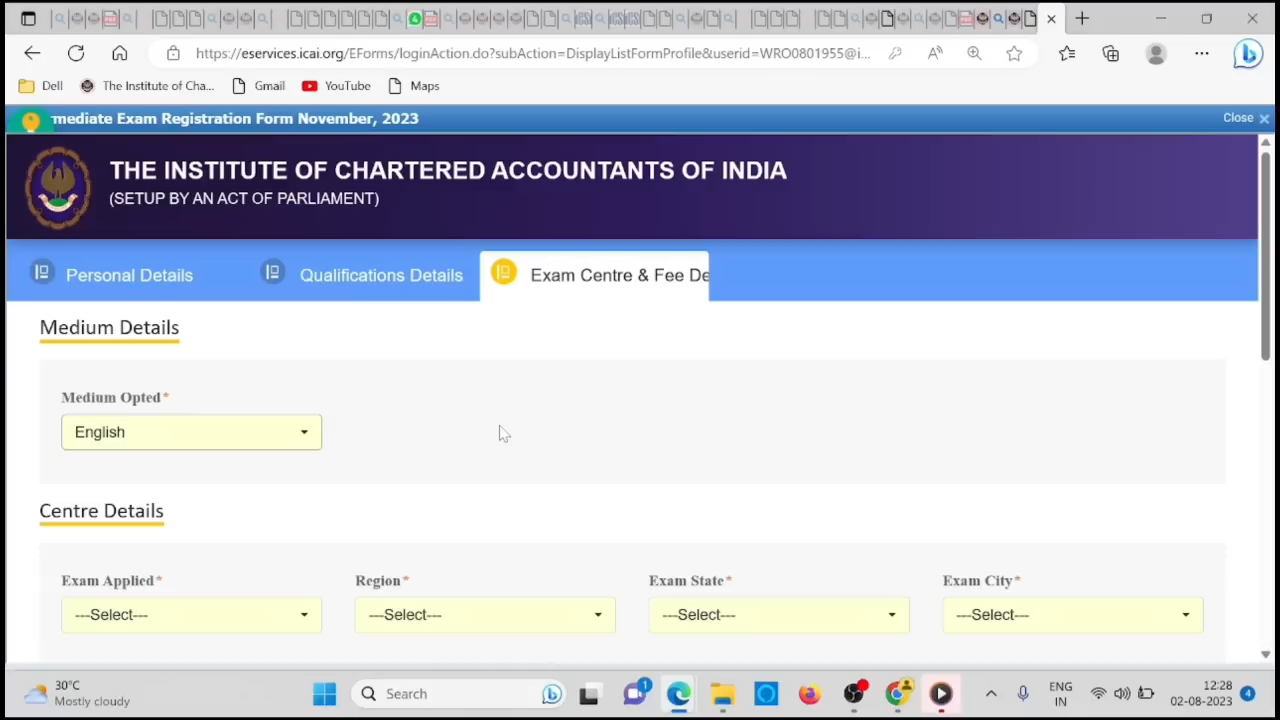 https://eservices.icai.org/EForms/loginAction.do?subAction=DisplayListFormProfile&userid=WRO0801955@i...
Dell
The Institute of Cha...
Gmail
YouTube
Maps
mediate Exam Registration Form November, 2023
Close
THE INSTITUTE OF CHARTERED ACCOUNTANTS OF INDIA
(SETUP BY AN ACT OF PARLIAMENT)
Personal Details
Qualifications Details
Exam Centre & Fee De
Medium Details
Medium Opted*
English
Centre Details
Exam Applied*
Region*
Exam State*
Exam City*
---Select---
---Select---
---Select---
---Select---
30°C
Mostly cloudy
Search
1
ENG
IN
12:28
02-08-2023
4